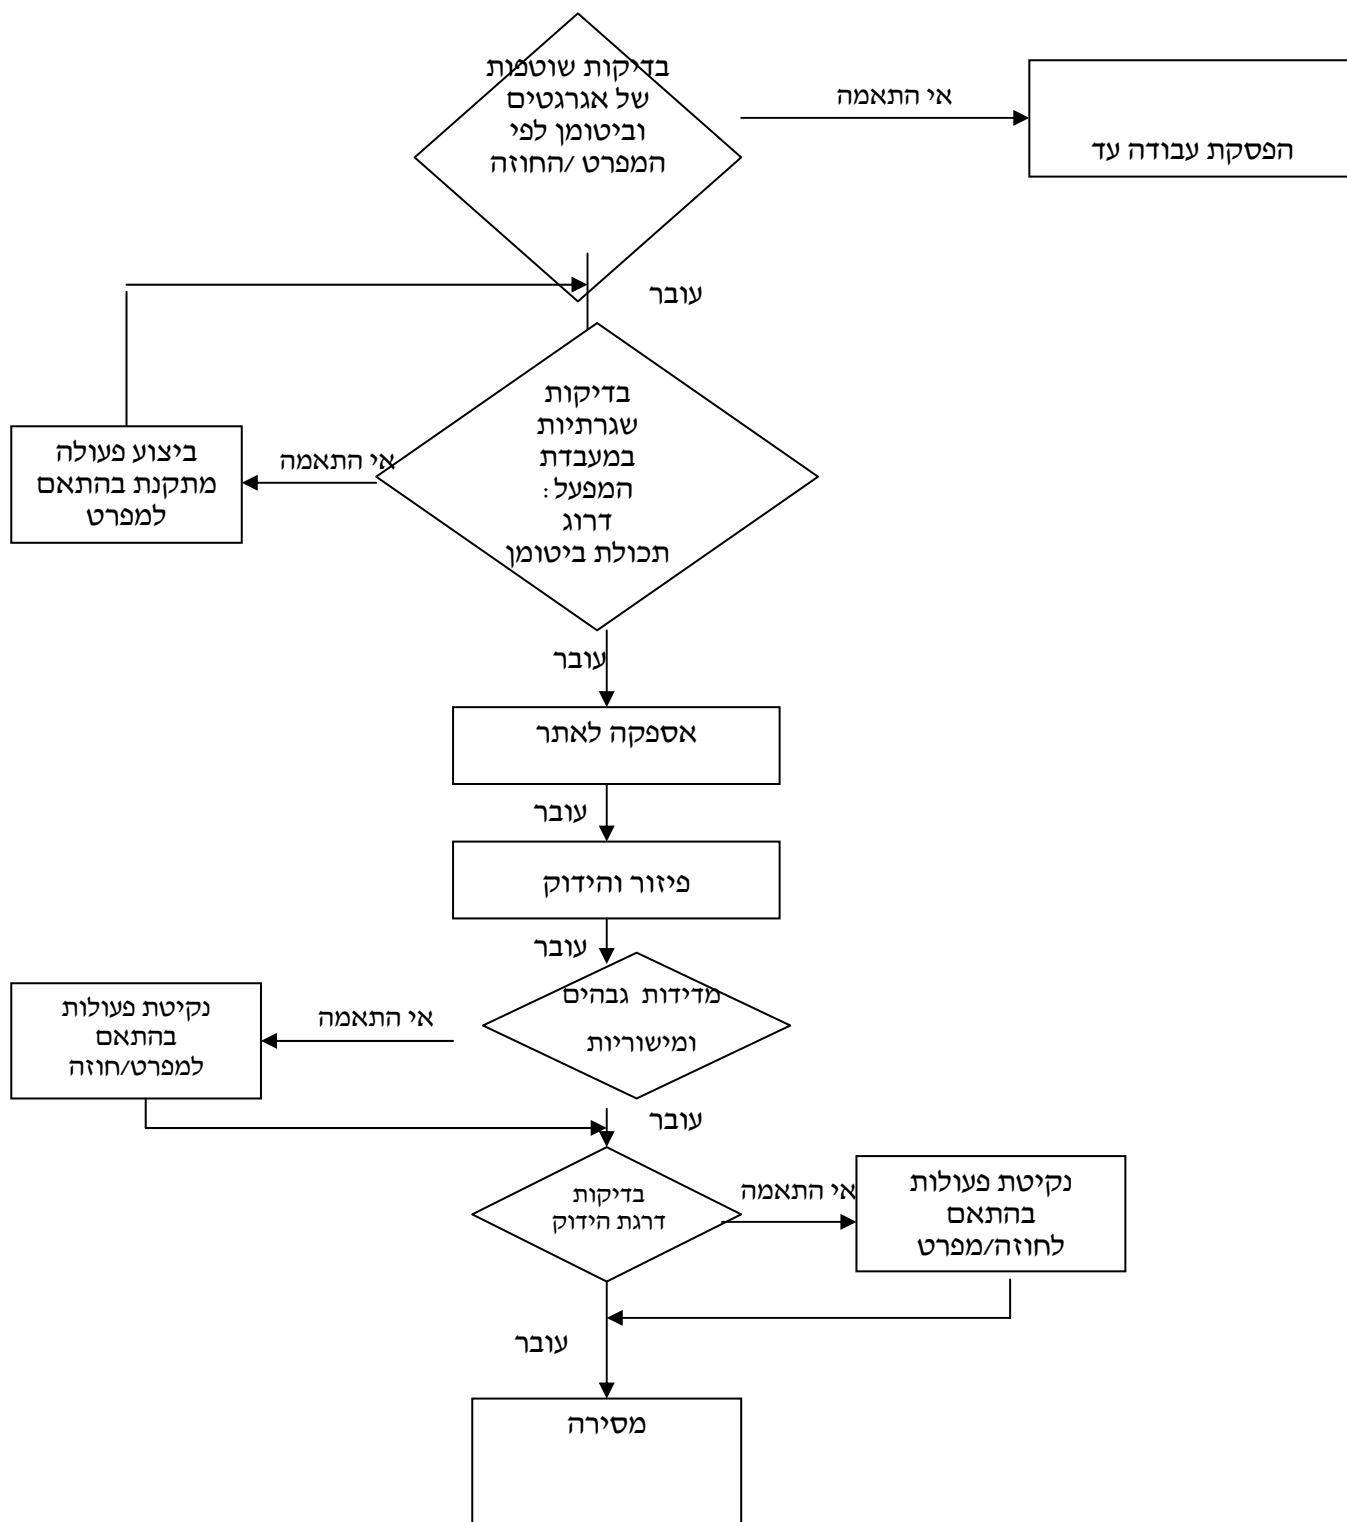 בדיקות שוטפות
של אגרגטים
וביטומן לפי
המפרט /החוזה
אי התאמה
הפסקת עבודה עד
עובר
בדיקות
שגרתיות
במעבדת
המפעל:
דרוג
תכולת ביטומן
אי התאמה
ביצוע פעולה
מתקנת בהתאם
למפרט
עובר
אספקה לאתר
עובר
פיזור והידוק
עובר
מדידות גבהים
ומישוריות
אי התאמה
נקיטת פעולות
בהתאם
למפרט/חוזה
עובר
בדיקות
דרגת הידוק
אי התאמה
נקיטת פעולות
בהתאם
לחוזה/מפרט
עובר
מסירה